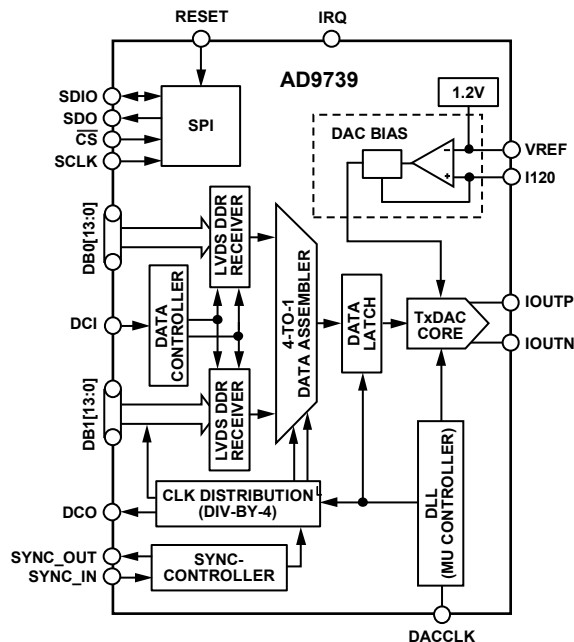 RESET
IRQ
AD9739
1.2V
SDIO
SDO
CS
SCLK
SPI
DAC BIAS
VREF
I120
DB0[13:0]
LVDS DDR
RECEIVER
DCI
DATA
CONTROLLER
4-TO-1
DATA ASSEMBLER
DATA
LATCH
TxDAC
CORE
IOUTP
IOUTN
DB1[13:0]
LVDS DDR
RECEIVER
DCO
CLK DISTRIBUTION
(DIV-BY-4)
DLL
(MU CONTROLLER)
SYNC_OUT
SYNC_IN
SYNC-
CONTROLLER
DACCLK